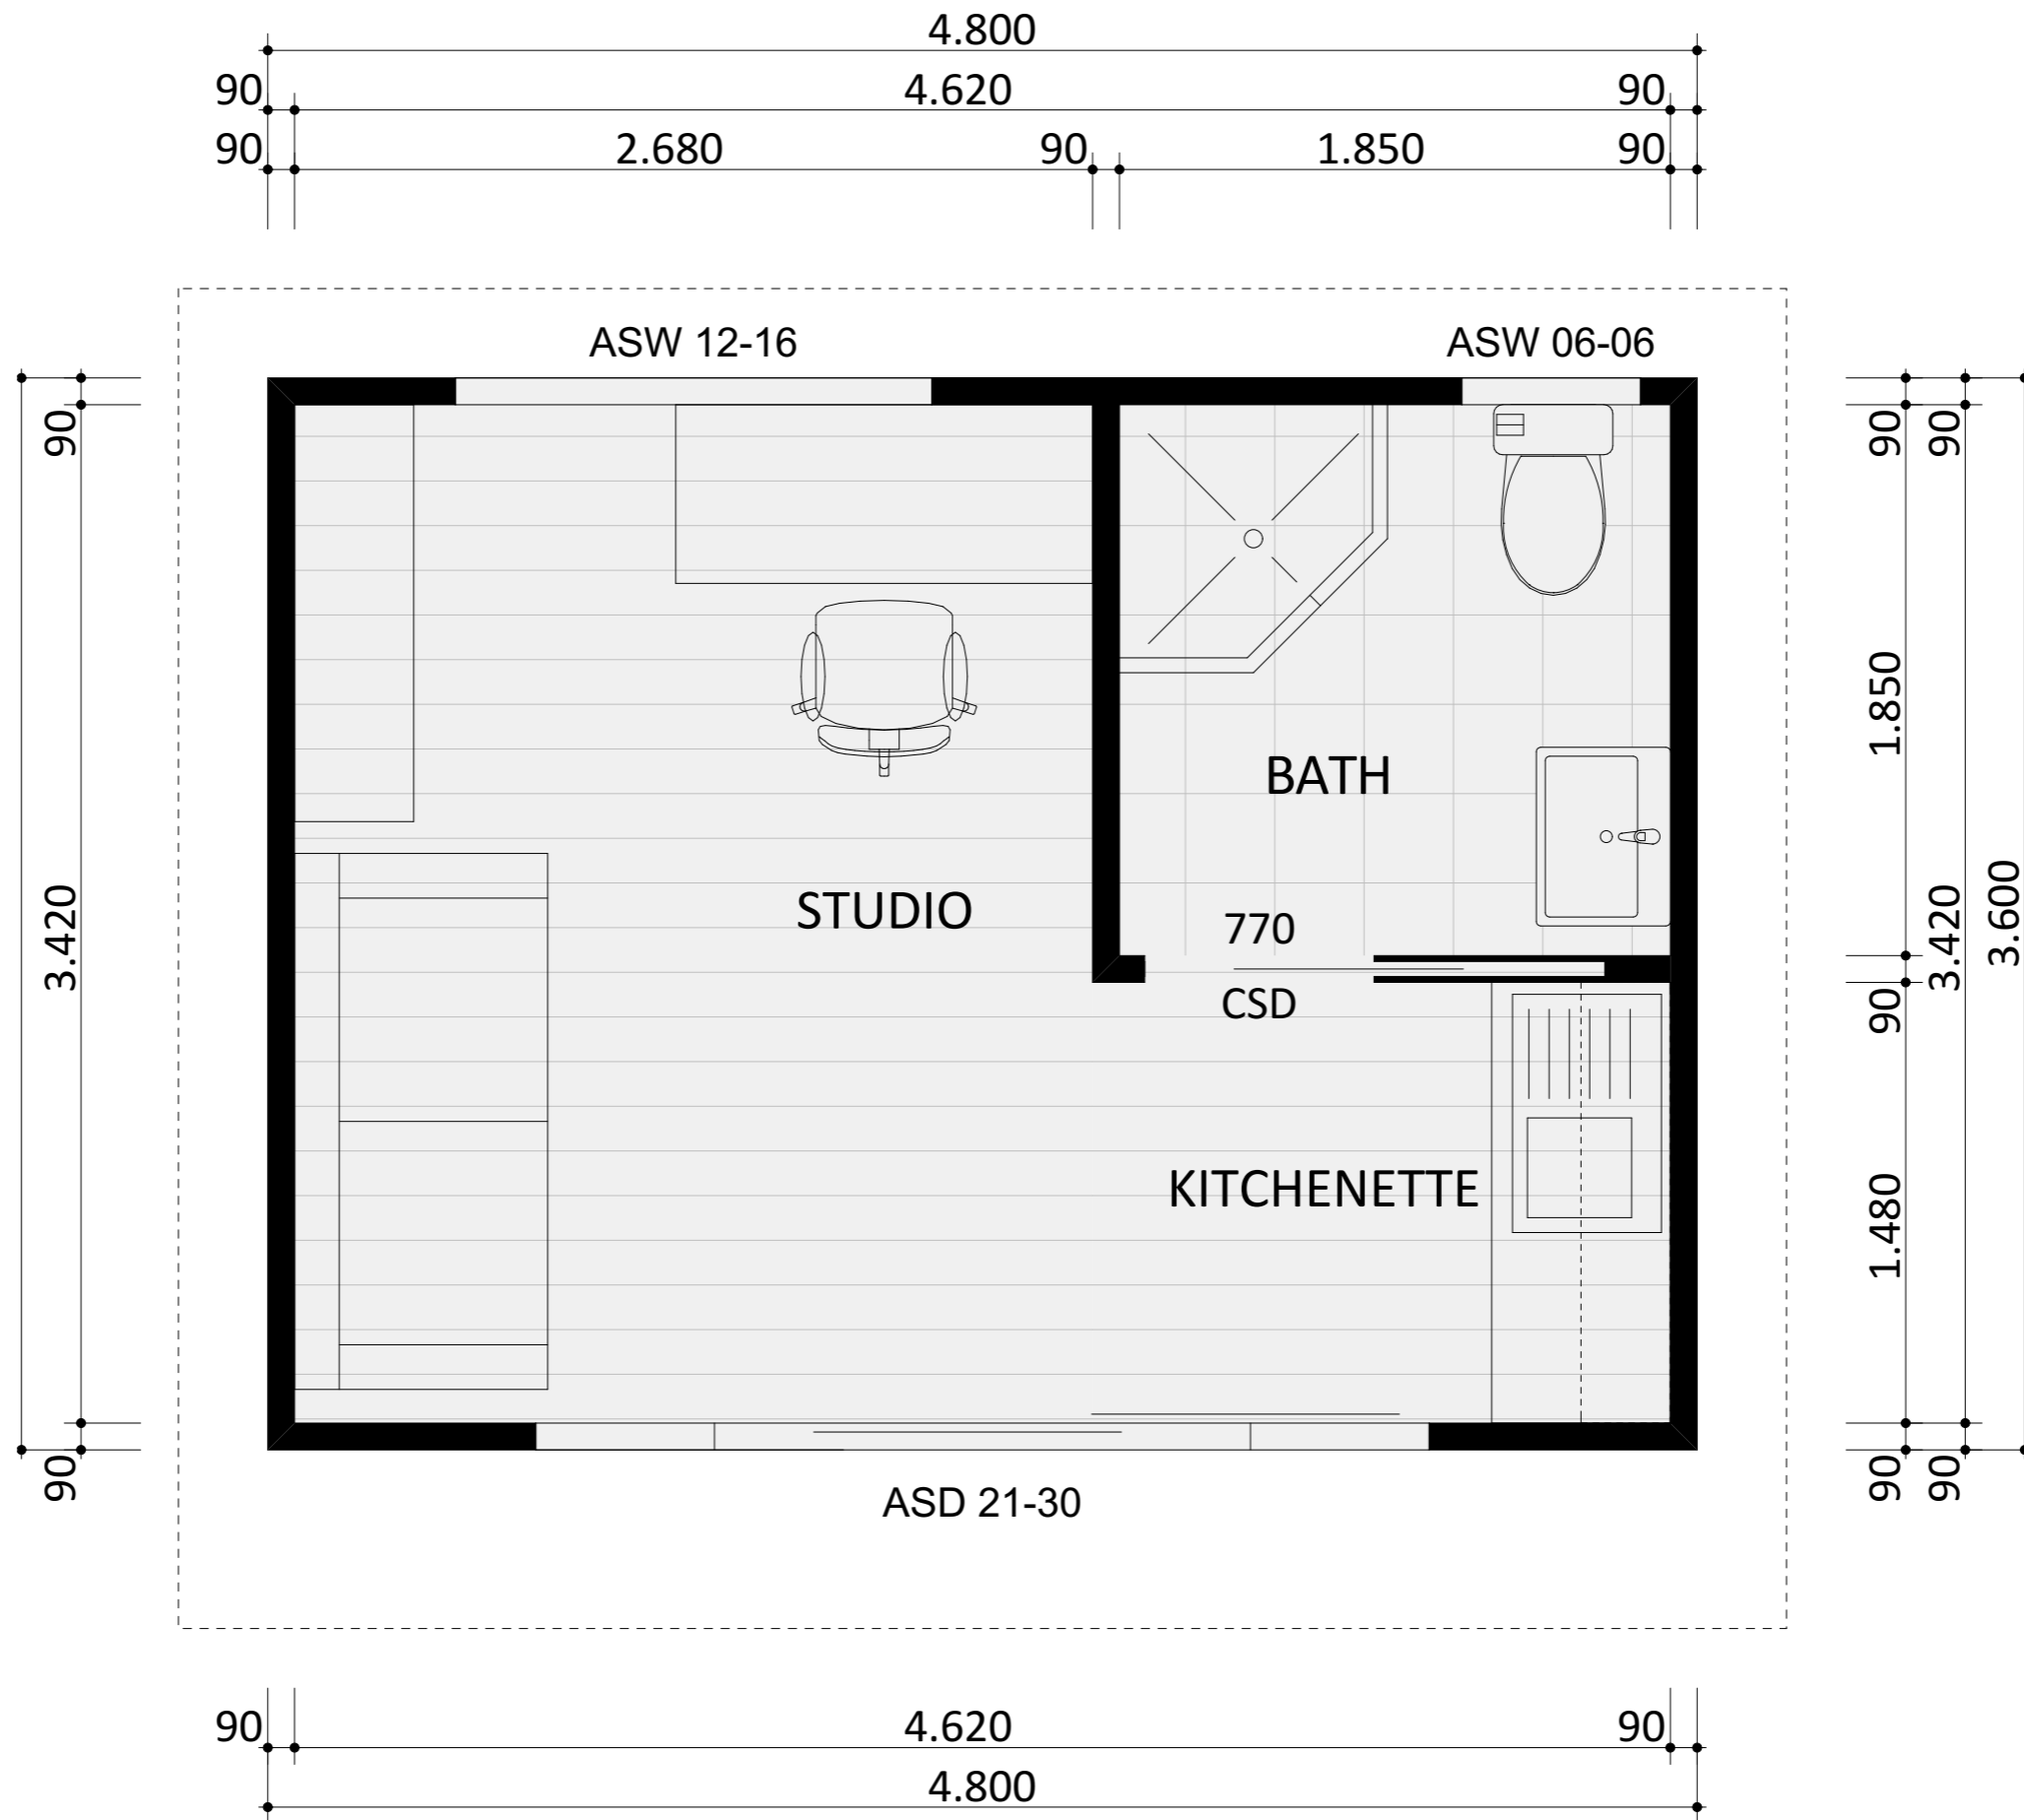 4.800
90 4.620 90
90 2.680 90 1.850 90
ASW 12-16 ASW 06-06
90 90 90
1.850
BATH
3.420 STUDIO 770 3.420 3.600
CSD 90
KITCHENETTE 1.480
90 90 90
ASD 21-30
90 4.620 90
4.800